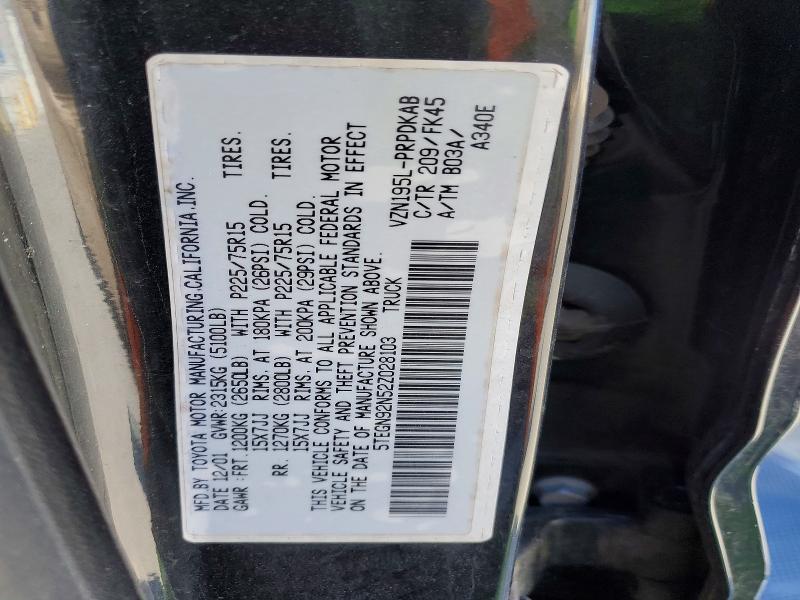 MFD.BY TOYOTA MOTOR MANUFACTURING,CALIFORNIA,INC.
DATE 12/01 GVWR:2315KG (5100LB)
GAWR :FRT.1200KG (2650LB) WITH P225/75R15 TIRES.
15X7JJ RIMS. AT 180KPA (26PSI) COLD.
RR. 1270KG (2800LB) WITH P225/75R15 TIRES.
15X7JJ RIMS. AT 200KPA (29PSI) COLD.
THIS VEHICLE CONFORMS TO ALL APPLICABLE FEDERAL MOTOR
VEHICLE SAFETY AND THEFT PREVENTION STANDARDS IN EFFECT
ON THE DATE OF MANUFACTURE SHOWN ABOVE.
5TEGN92N52Z028103 TRUCK
VZN195L-PRPDKAB
C/TR 209/FK45
A/TM B03A/
A340E